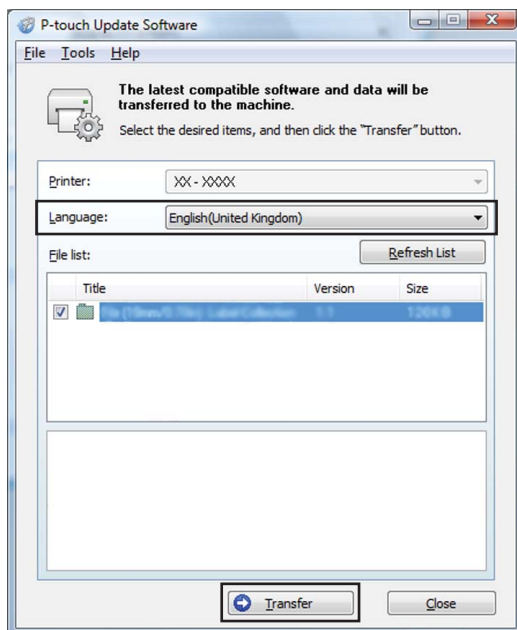 P-touch Update Software
File Tools Help
The latest compatible software and data will be
transferred to the machine.
Select the desired items, and then click the "Transfer" button.
Printer: XX - XXXX
Language: English(United Kingdom)
File list: Refresh List
Title Version Size
Transfer Close